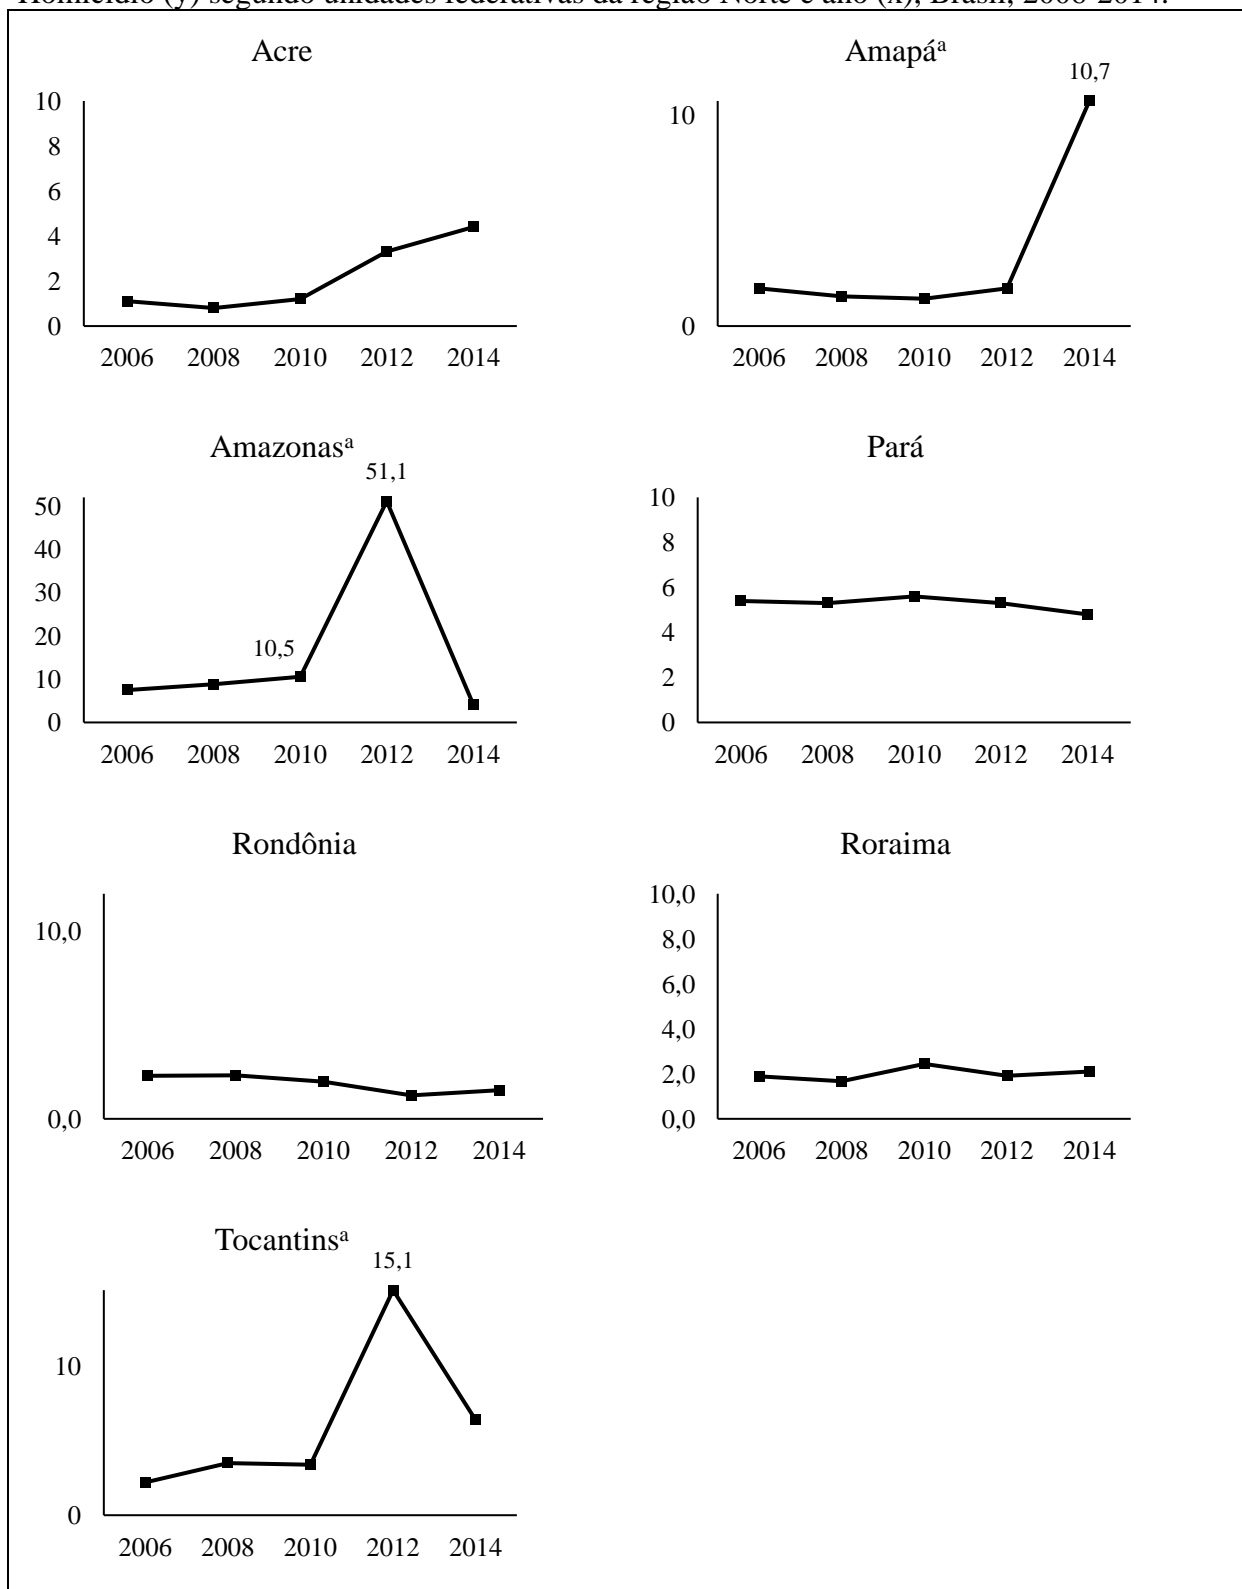 Homicídio (y) segundo unidades federativas da região Norte e ano (x), Brasil, 2006-2014.
Acre
10
8
6
4
2
0
2006 2008 2010 2012 2014
Amapáᵃ
10,7
10
0
2006 2008 2010 2012 2014
Amazonasᵃ
51,1
50
40
30
20
10,5
10
0
2006 2008 2010 2012 2014
Pará
10
8
6
4
2
0
2006 2008 2010 2012 2014
Rondônia
10,0
0,0
2006 2008 2010 2012 2014
Roraima
10,0
8,0
6,0
4,0
2,0
0,0
2006 2008 2010 2012 2014
Tocantinsᵃ
15,1
10
0
2006 2008 2010 2012 2014